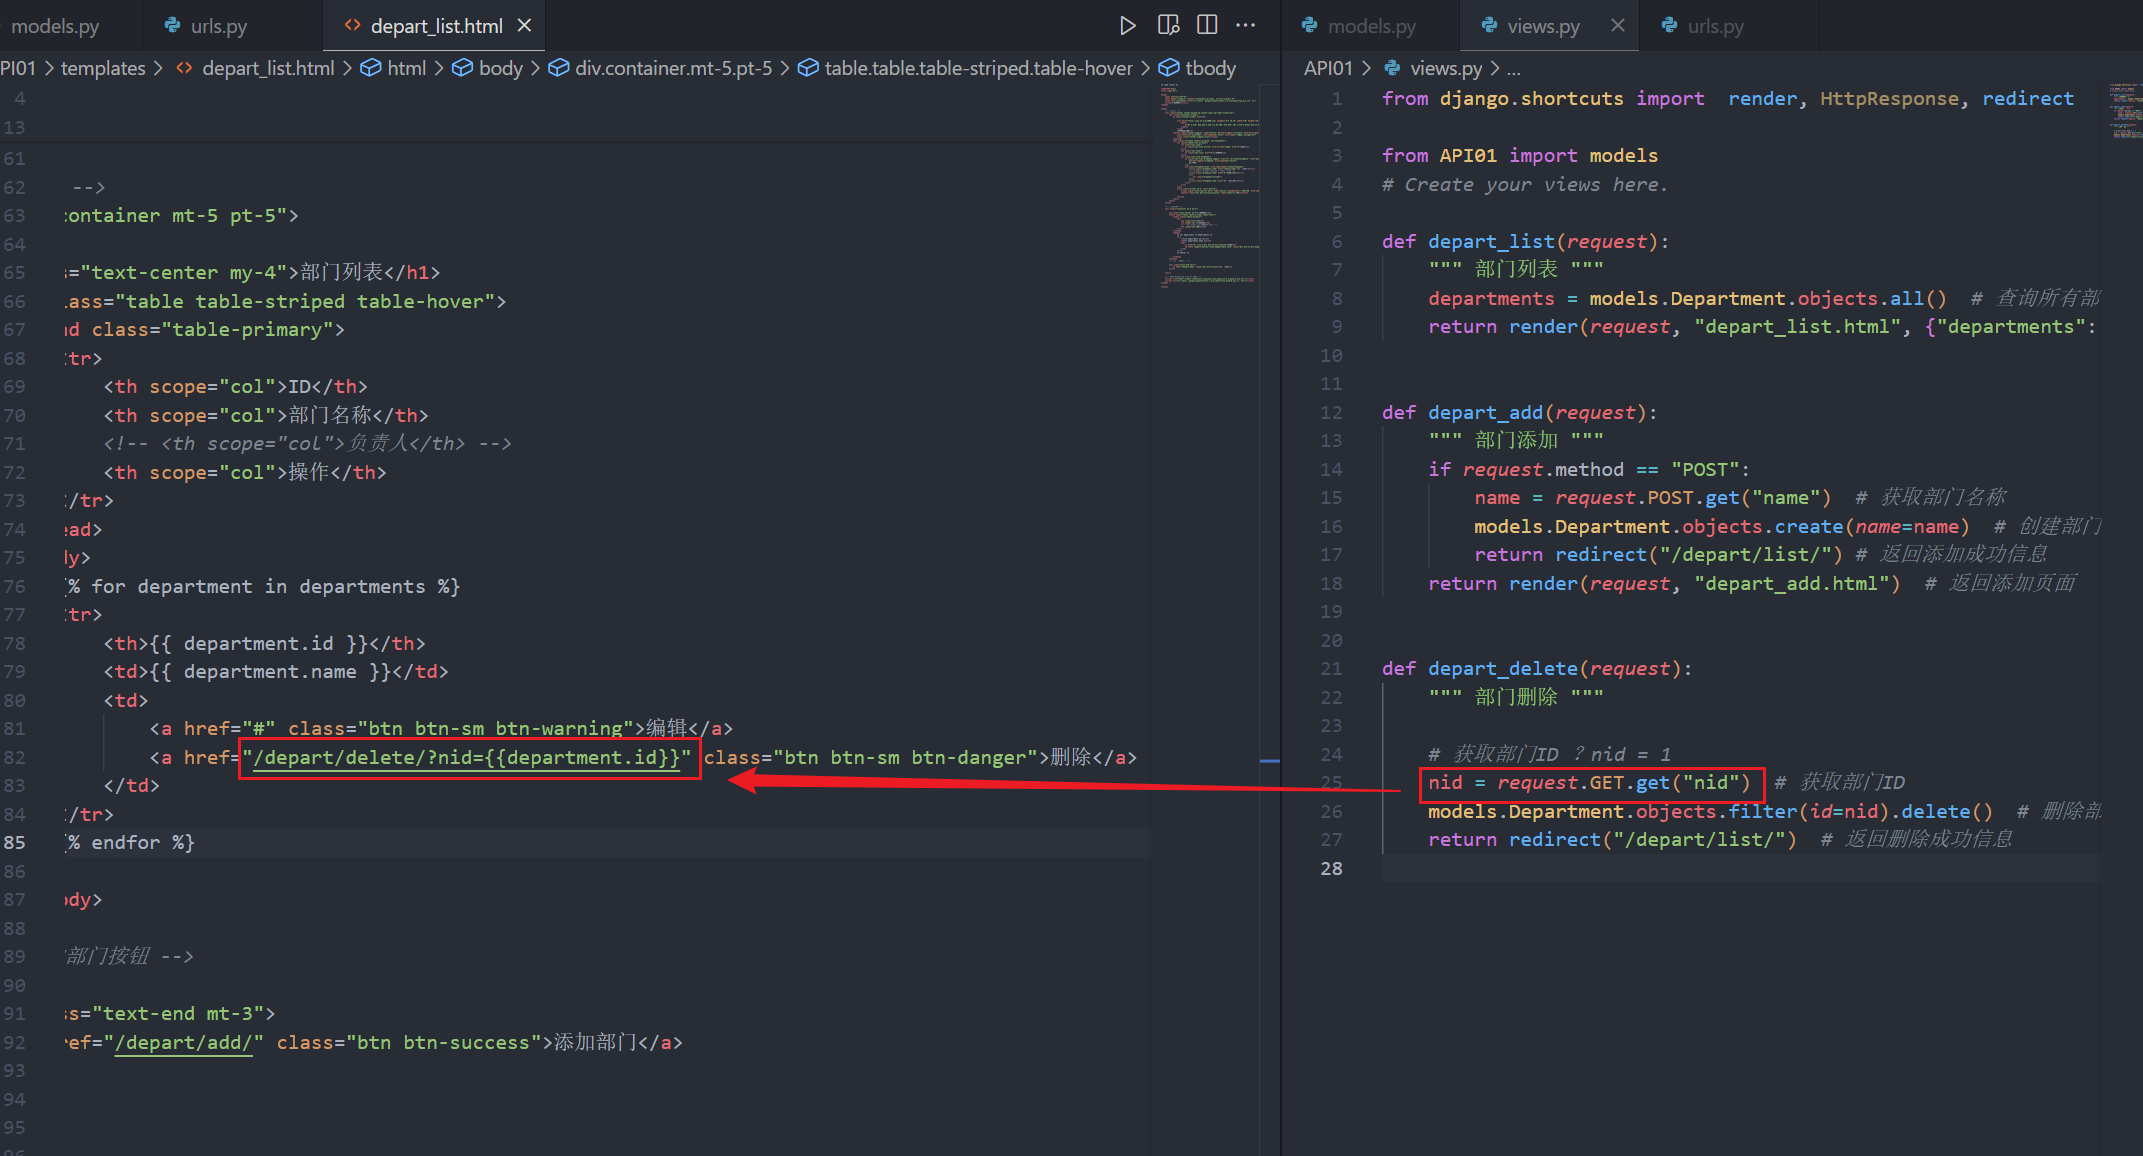 models.py
urls.py
depart_list.html
PI01 > templates > depart_list.html > html > body > div.container.mt-5.pt-5 > table.table.table-striped.table-hover > tbody
4
13
61
62 -->
63 container mt-5 pt-5">
64
65 s="text-center my-4">部门列表</h1>
66 lass="table table-striped table-hover">
67 ad class="table-primary">
68 tr>
69 <th scope="col">ID</th>
70 <th scope="col">部门名称</th>
71 <!-- <th scope="col">负责人</th> -->
72 <th scope="col">操作</th>
73 /tr>
74 ead>
75 dy>
76 {% for department in departments %}
77 tr>
78 <th>{{ department.id }}</th>
79 <td>{{ department.name }}</td>
80 <td>
81 <a href="#" class="btn btn-sm btn-warning">编辑</a>
82 <a href="/depart/delete/?nid={{department.id}}" class="btn btn-sm btn-danger">删除</a>
83 </td>
84 /tr>
85 {% endfor %}
86
87 ody>
88
89 部门按钮 -->
90
91 ss="text-end mt-3">
92 ref="/depart/add/" class="btn btn-success">添加部门</a>
93
94
95
models.py
views.py
urls.py
API01 > views.py > ...
1 from django.shortcuts import  render, HttpResponse, redirect
2
3 from API01 import models
4 # Create your views here.
5
6 def depart_list(request):
7 """ 部门列表 """
8 departments = models.Department.objects.all()  # 查询所有部
9 return render(request, "depart_list.html", {"departments":
10
11
12 def depart_add(request):
13 """ 部门添加 """
14 if request.method == "POST":
15 name = request.POST.get("name")  # 获取部门名称
16 models.Department.objects.create(name=name)  # 创建部门
17 return redirect("/depart/list/") # 返回添加成功信息
18 return render(request, "depart_add.html")  # 返回添加页面
19
20
21 def depart_delete(request):
22 """ 部门删除 """
23
24 # 获取部门ID ？nid = 1
25 nid = request.GET.get("nid")  # 获取部门ID
26 models.Department.objects.filter(id=nid).delete()  # 删除部
27 return redirect("/depart/list/")  # 返回删除成功信息
28